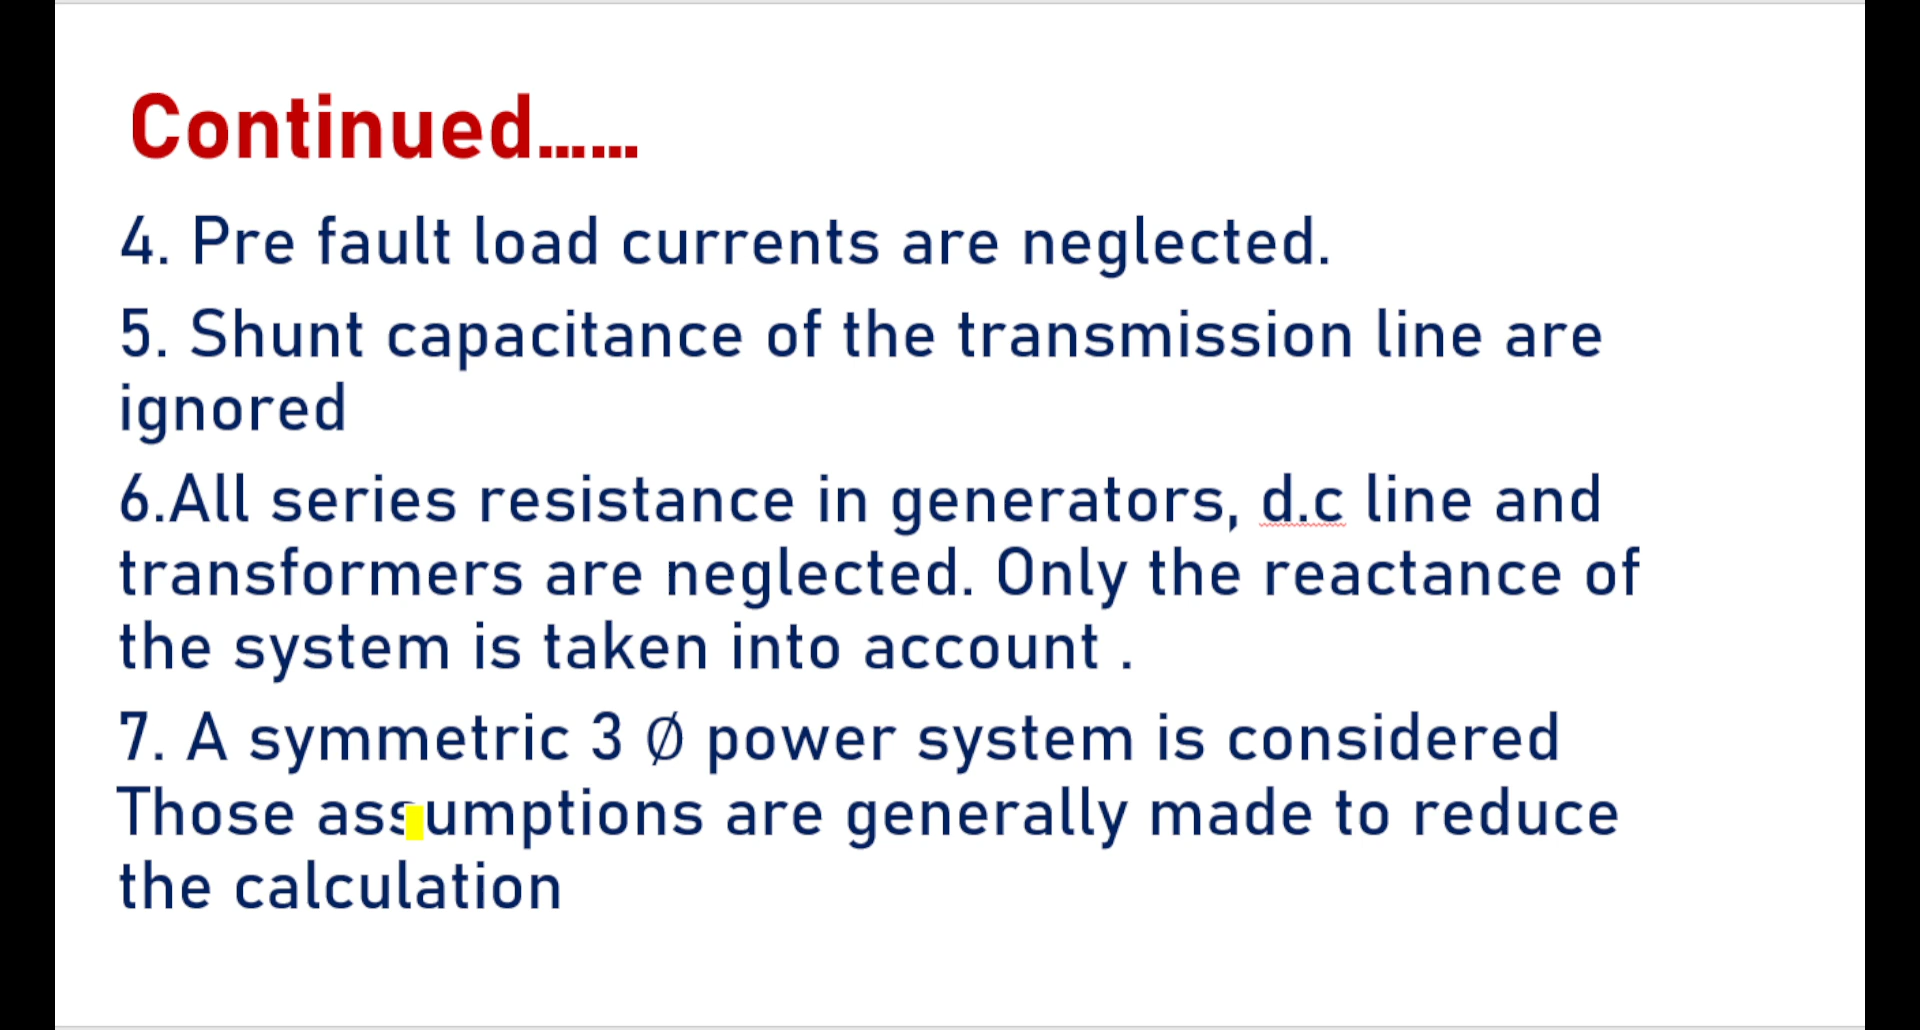 Continued......
4. Pre fault load currents are neglected.
5. Shunt capacitance of the transmission line are
ignored
6.All series resistance in generators, d.c line and
transformers are neglected. Only the reactance of
the system is taken into account .
7. A symmetric 3 Ø power system is considered
Those assumptions are generally made to reduce
the calculation